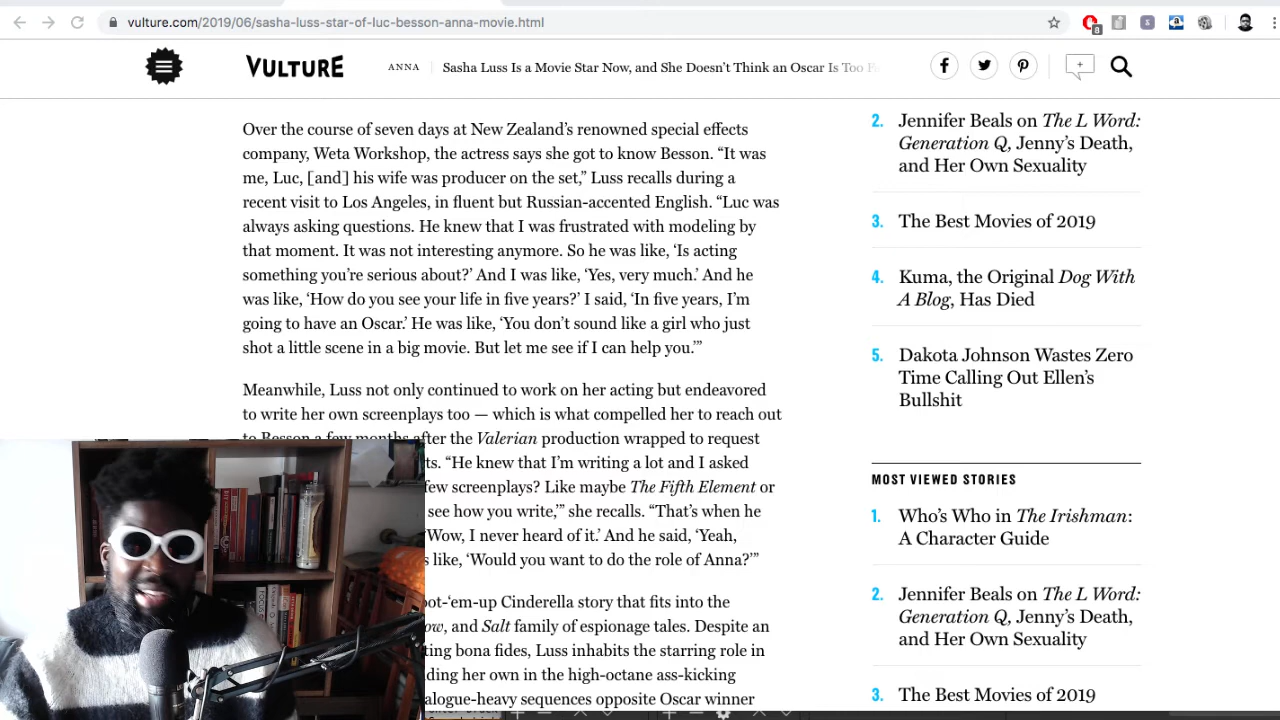 vulture.com/2019/06/sasha-luss-star-of-luc-besson-anna-movie.html
8
VULTURE
ANNA
Sasha Luss Is a Movie Star Now, and She Doesn't Think an Oscar Is Too
Over the course of seven days at New Zealand's renowned special effects
company, Weta Workshop, the actress says she got to know Besson. “It was
me, Luc, [and] his wife was producer on the set,” Luss recalls during a
recent visit to Los Angeles, in fluent but Russian-accented English. “Luc was
always asking questions. He knew that I was frustrated with modeling by
that moment. It was not interesting anymore. So he was like, ‘Is acting
something you’re serious about?’ And I was like, ‘Yes, very much.’ And he
was like, ‘How do you see your life in five years?’ I said, ‘In five years, I’m
going to have an Oscar.’ He was like, ‘You don’t sound like a girl who just
shot a little scene in a big movie. But let me see if I can help you.’”
Meanwhile, Luss not only continued to work on her acting but endeavored
to write her own screenplays too — which is what compelled her to reach out
to Besson a few months after the Valerian production wrapped to request
ts. “He knew that I’m writing a lot and I asked
few screenplays? Like maybe The Fifth Element or
see how you write,’” she recalls. “That’s when he
‘Wow, I never heard of it.’ And he said, ‘Yeah,
s like, ‘Would you want to do the role of Anna?’”
oot-‘em-up Cinderella story that fits into the
ow, and Salt family of espionage tales. Despite an
ting bona fides, Luss inhabits the starring role in
ding her own in the high-octane ass-kicking
alogue-heavy sequences opposite Oscar winner
2. Jennifer Beals on The L Word:
Generation Q, Jenny’s Death,
and Her Own Sexuality
3. The Best Movies of 2019
4. Kuma, the Original Dog With
A Blog, Has Died
5. Dakota Johnson Wastes Zero
Time Calling Out Ellen’s
Bullshit
MOST VIEWED STORIES
1. Who’s Who in The Irishman:
A Character Guide
2. Jennifer Beals on The L Word:
Generation Q, Jenny’s Death,
and Her Own Sexuality
3. The Best Movies of 2019